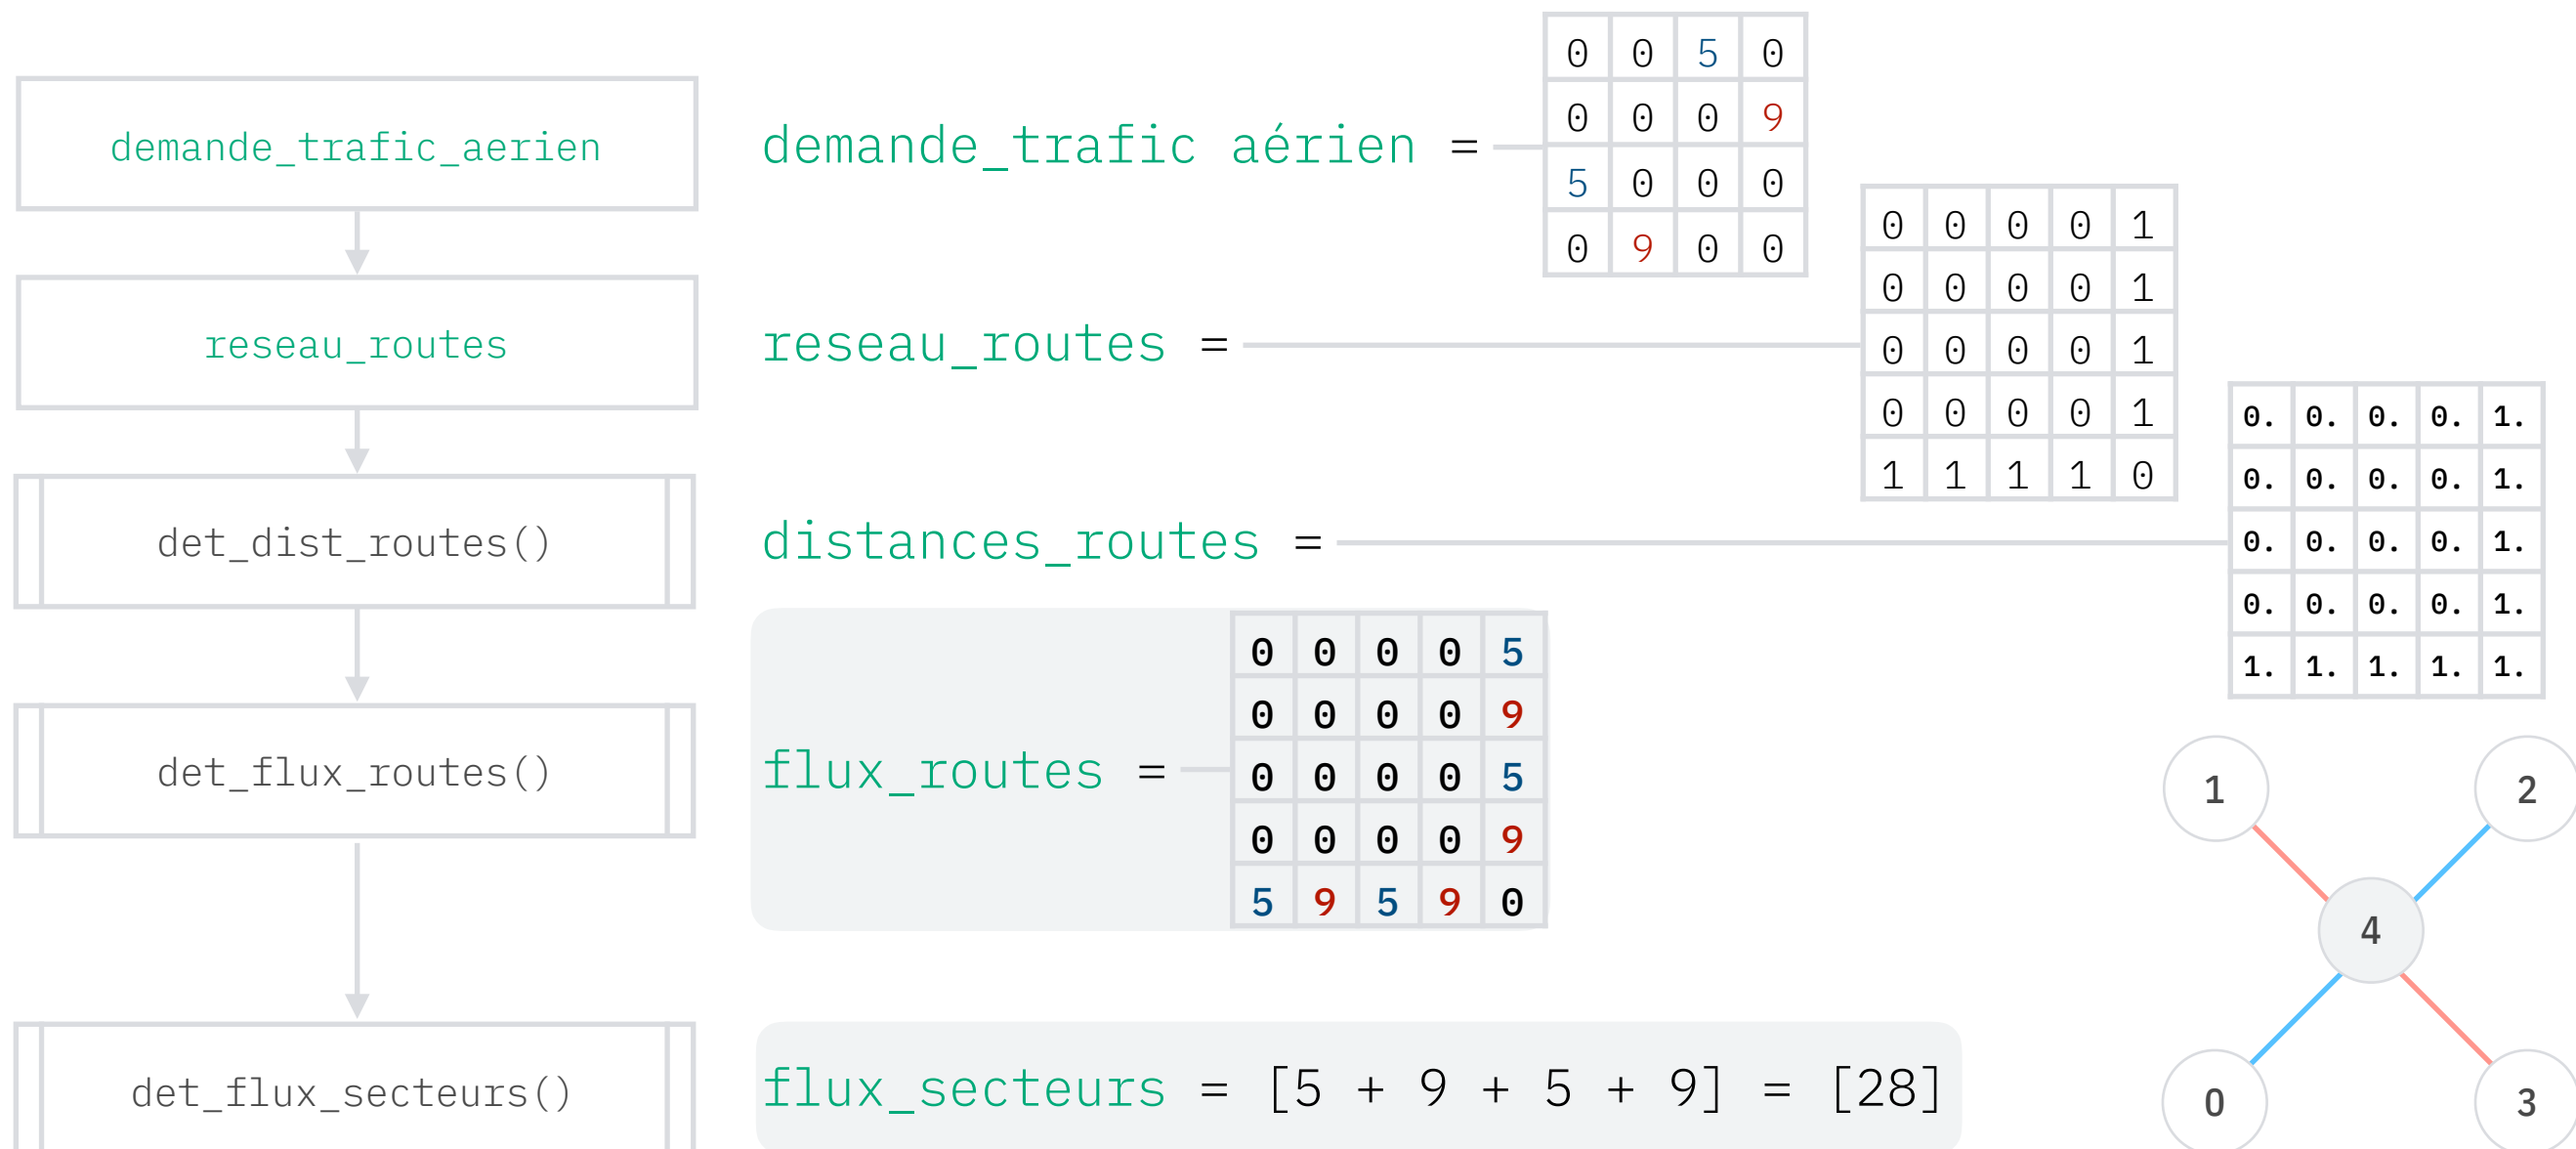 demande_trafic_aerien
reseau_routes
det_dist_routes()
det_flux_routes()
det_flux_secteurs()
demande_trafic aérien =
0 0 5 0
0 0 0 9
5 0 0 0
0 9 0 0
reseau_routes =
0 0 0 0 1
0 0 0 0 1
0 0 0 0 1
0 0 0 0 1
1 1 1 1 0
distances_routes =
0. 0. 0. 0. 1.
0. 0. 0. 0. 1.
0. 0. 0. 0. 1.
0. 0. 0. 0. 1.
1. 1. 1. 1. 1.
flux_routes =
0 0 0 0 5
0 0 0 0 9
0 0 0 0 5
0 0 0 0 9
5 9 5 9 0
flux_secteurs = [5 + 9 + 5 + 9] = [28]
1 2
4
0 3